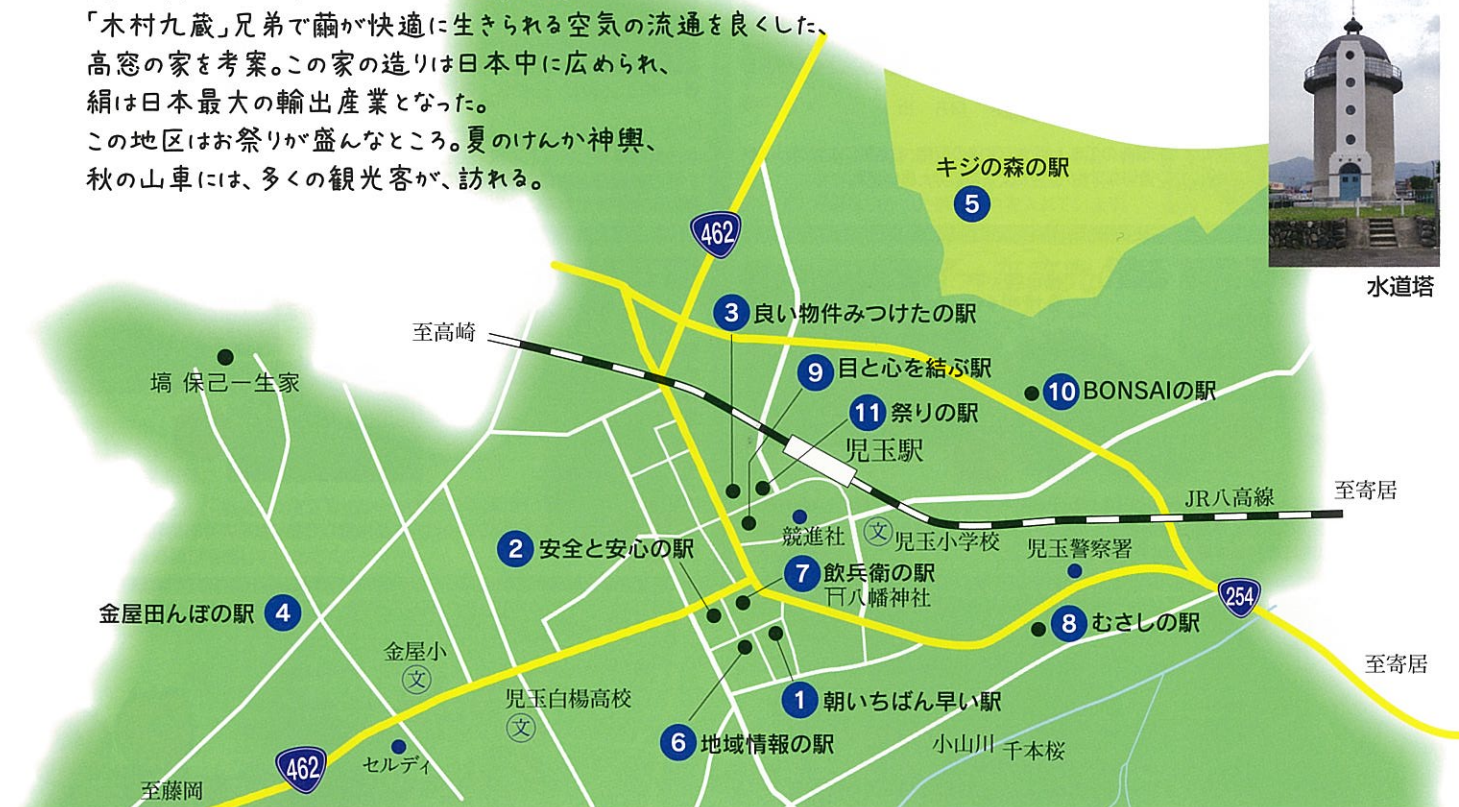 「木村九蔵」兄弟で繭が快適に生きられる空気の流通を良くした、
高窓の家を考案。この家の造りは日本中に広められ、
絹は日本最大の輸出産業となった。
この地区はお祭りが盛んなところ。夏のけんか神輿、
秋の山車には、多くの観光客が、訪れる。
水道塔
キジの森の駅
5
462
3 良い物件みつけたの駅
至高崎
9 目と心を結ぶ駅
塙 保己一生家
10 BONSAIの駅
11 祭りの駅
児玉駅
JR八高線
至寄居
競進社
文 児玉小学校
児玉警察署
2 安全と安心の駅
7 飲兵衛の駅
八幡神社
254
金屋田んぼの駅 4
8 むさしの駅
金屋小
文
至寄居
児玉白楊高校
文
1 朝いちばん早い駅
6 地域情報の駅
小山川 千本桜
462
セルディ
至藤岡